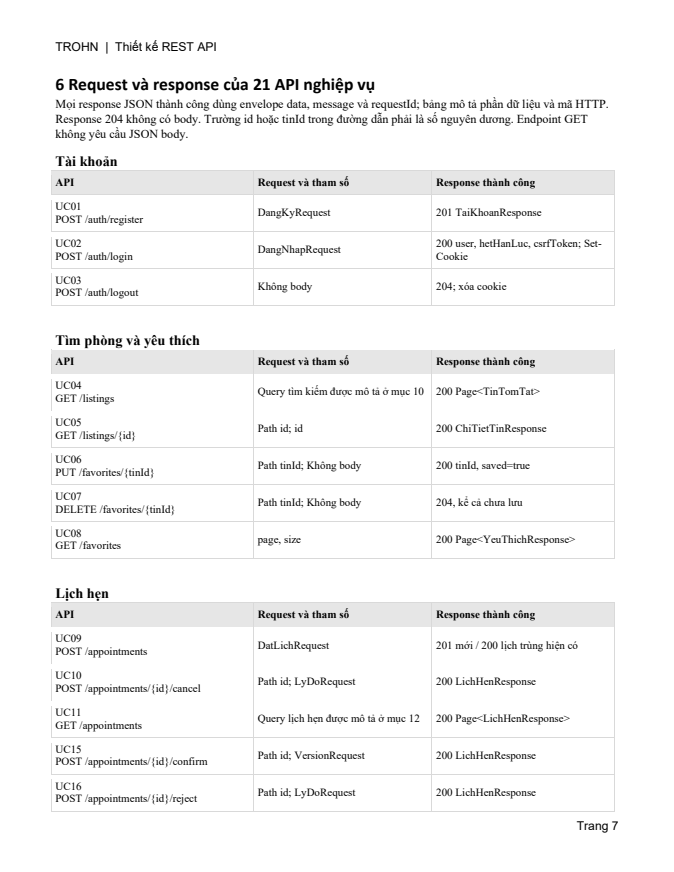 TROHN | Thiết kế REST API
6 Request và response của 21 API nghiệp vụ
Mọi response JSON thành công dùng envelope data, message và requestId; bảng mô tả phần dữ liệu và mã HTTP.
Response 204 không có body. Trường id hoặc tinId trong đường dẫn phải là số nguyên dương. Endpoint GET
không yêu cầu JSON body.
Tài khoản
API Request và tham số Response thành công
UC01
POST /auth/register DangKyRequest 201 TaiKhoanResponse
UC02
POST /auth/login DangNhapRequest 200 user, hetHanLuc, csrfToken; Set-
Cookie
UC03
POST /auth/logout Không body 204; xóa cookie
Tìm phòng và yêu thích
API Request và tham số Response thành công
UC04
GET /listings Query tìm kiếm được mô tả ở mục 10 200 Page<TinTomTat>
UC05
GET /listings/{id} Path id; id 200 ChiTietTinResponse
UC06
PUT /favorites/{tinId} Path tinId; Không body 200 tinId, saved=true
UC07
DELETE /favorites/{tinId} Path tinId; Không body 204, kể cả chưa lưu
UC08
GET /favorites page, size 200 Page<YeuThichResponse>
Lịch hẹn
API Request và tham số Response thành công
UC09
POST /appointments DatLichRequest 201 mới / 200 lịch trùng hiện có
UC10
POST /appointments/{id}/cancel Path id; LyDoRequest 200 LichHenResponse
UC11
GET /appointments Query lịch hẹn được mô tả ở mục 12 200 Page<LichHenResponse>
UC15
POST /appointments/{id}/confirm Path id; VersionRequest 200 LichHenResponse
UC16
POST /appointments/{id}/reject Path id; LyDoRequest 200 LichHenResponse
Trang 7